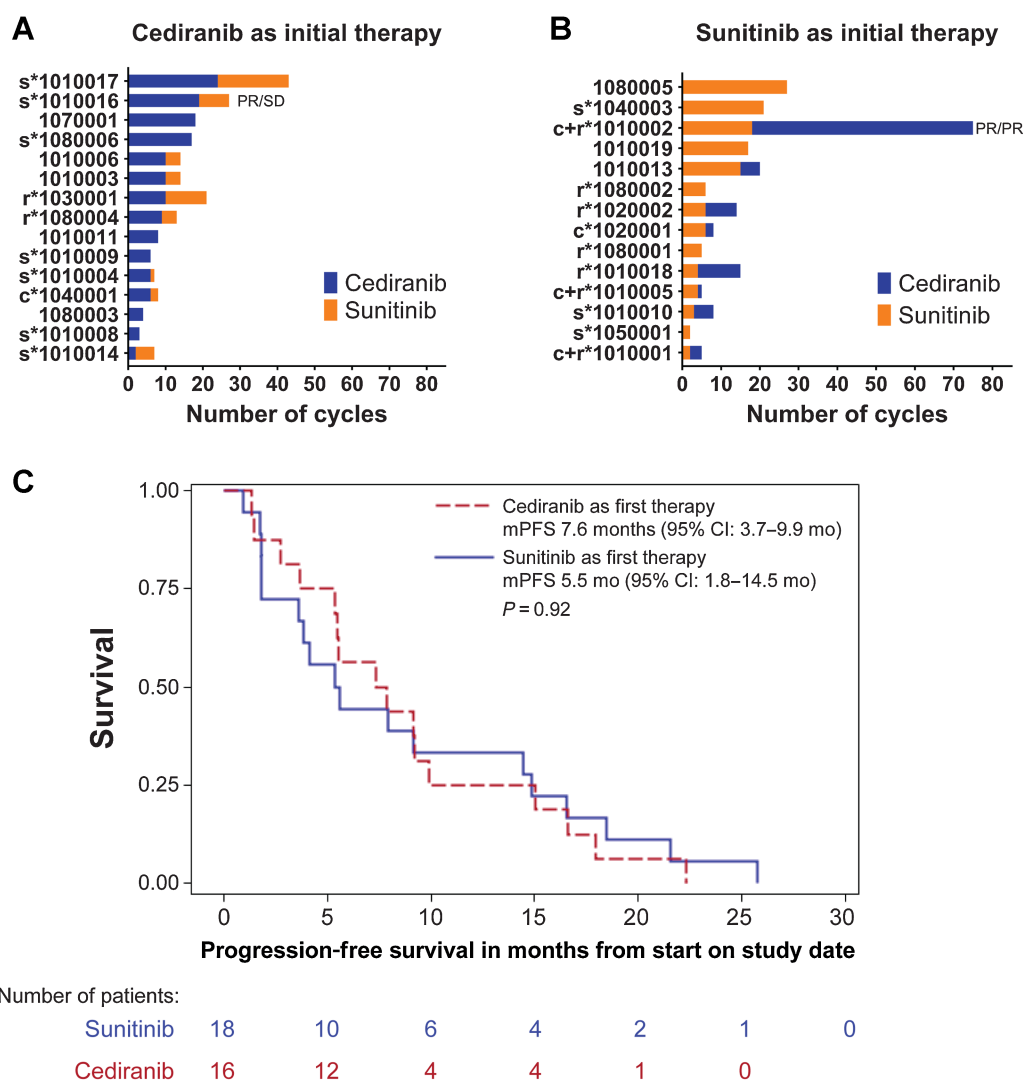 A
Cediranib as initial therapy
s*1010017
s*1010016
PR/SD
1070001
s*1080006
1010006
1010003
r*1030001
r*1080004
1010011
s*1010009
s*1010004
c*1040001
1080003
s*1010008
s*1010014
Cediranib
Sunitinib
0 10 20 30 40 50 60 70 80
Number of cycles
B
Sunitinib as initial therapy
1080005
s*1040003
c+r*1010002
PR/PR
1010019
1010013
r*1080002
r*1020002
c*1020001
r*1080001
r*1010018
c+r*1010005
s*1010010
s*1050001
c+r*1010001
Cediranib
Sunitinib
0 10 20 30 40 50 60 70 80
Number of cycles
C
Survival
1.00
0.75
0.50
0.25
0.00
Cediranib as first therapy
mPFS 7.6 months (95% CI: 3.7–9.9 mo)
Sunitinib as first therapy
mPFS 5.5 mo (95% CI: 1.8–14.5 mo)
P = 0.92
0 5 10 15 20 25 30
Progression-free survival in months from start on study date
Number of patients:
Sunitinib 18 10 6 4 2 1 0
Cediranib 16 12 4 4 1 0